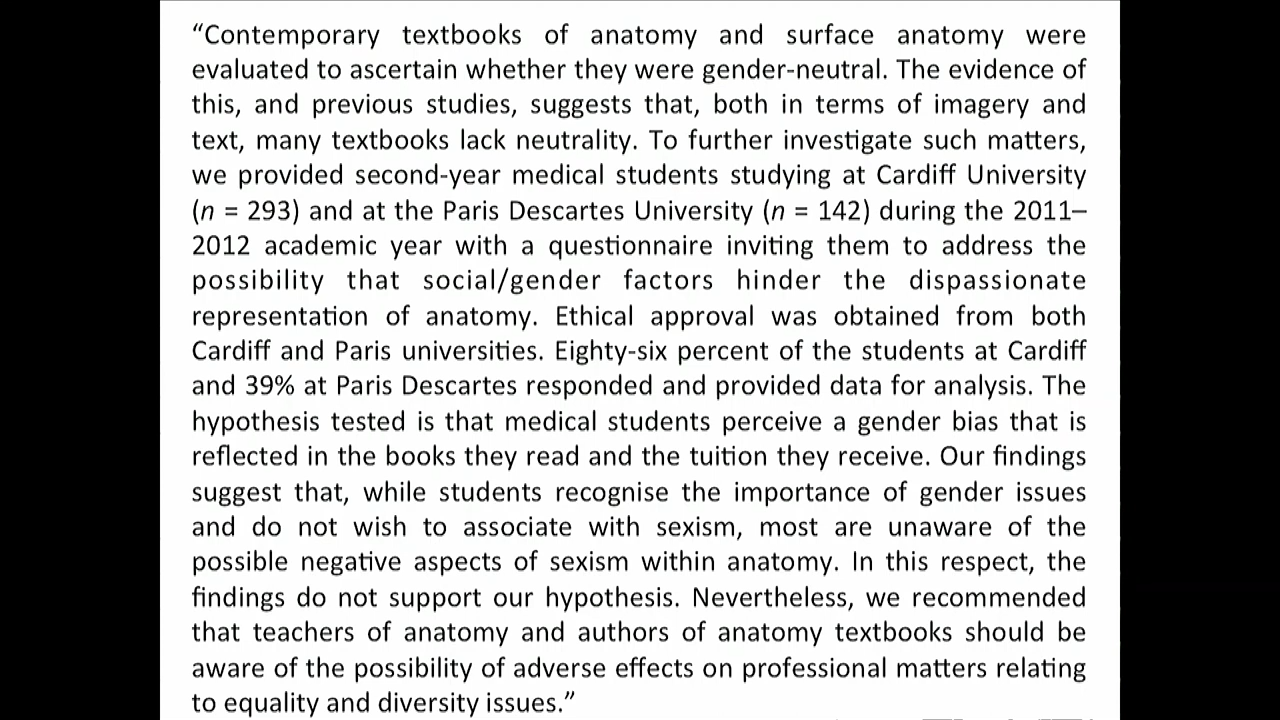 “Contemporary textbooks of anatomy and surface anatomy were
evaluated to ascertain whether they were gender-neutral. The evidence of
this, and previous studies, suggests that, both in terms of imagery and
text, many textbooks lack neutrality. To further investigate such matters,
we provided second-year medical students studying at Cardiff University
(n = 293) and at the Paris Descartes University (n = 142) during the 2011–
2012 academic year with a questionnaire inviting them to address the
possibility that social/gender factors hinder the dispassionate
representation of anatomy. Ethical approval was obtained from both
Cardiff and Paris universities. Eighty-six percent of the students at Cardiff
and 39% at Paris Descartes responded and provided data for analysis. The
hypothesis tested is that medical students perceive a gender bias that is
reflected in the books they read and the tuition they receive. Our findings
suggest that, while students recognise the importance of gender issues
and do not wish to associate with sexism, most are unaware of the
possible negative aspects of sexism within anatomy. In this respect, the
findings do not support our hypothesis. Nevertheless, we recommended
that teachers of anatomy and authors of anatomy textbooks should be
aware of the possibility of adverse effects on professional matters relating
to equality and diversity issues.”